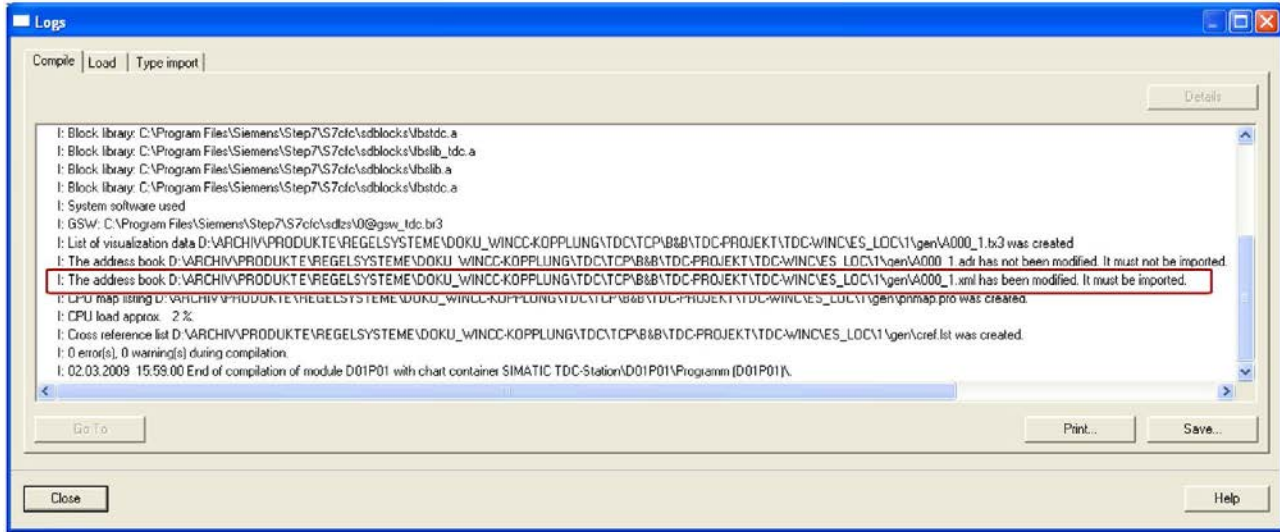 Logs
Compile Load Type import
Details
I: Block library: C:\Program Files\Siemens\Step7\S7cfc\sdblocks\fbstdc.a
I: Block library: C:\Program Files\Siemens\Step7\S7cfc\sdblocks\fbslib_tdc.a
I: Block library: C:\Program Files\Siemens\Step7\S7cfc\sdblocks\fbslib.a
I: Block library: C:\Program Files\Siemens\Step7\S7cfc\sdblocks\fbstdc.a
I: System software used
I: GSW: C:\Program Files\Siemens\Step7\S7cfc\sdlzs\0@gsw_tdc.br3
I: List of visualization data D:\ARCHIV\PRODUKTE\REGELSYSTEME\DOKU_WINCC-KOPPLUNG\TDC\TCP\B&B\TDC-PROJEKT\TDC-WINC\ES_LOC\1\gen\A000_1.tx3 was created
I: The address book D:\ARCHIV\PRODUKTE\REGELSYSTEME\DOKU_WINCC-KOPPLUNG\TDC\TCP\B&B\TDC-PROJEKT\TDC-WINC\ES_LOC\1\gen\A000_1.adr has not been modified. It must not be imported.
I: The address book D:\ARCHIV\PRODUKTE\REGELSYSTEME\DOKU_WINCC-KOPPLUNG\TDC\TCP\B&B\TDC-PROJEKT\TDC-WINC\ES_LOC\1\gen\A000_1.xml has been modified. It must be imported.
I: CPU map listing D:\ARCHIV\PRODUKTE\REGELSYSTEME\DOKU_WINCC-KOPPLUNG\TDC\TCP\B&B\TDC-PROJEKT\TDC-WINC\ES_LOC\1\gen\pnmap.pro was created.
I: CPU load approx. 2 %.
I: Cross reference list D:\ARCHIV\PRODUKTE\REGELSYSTEME\DOKU_WINCC-KOPPLUNG\TDC\TCP\B&B\TDC-PROJEKT\TDC-WINC\ES_LOC\1\gen\cref.lst was created.
I: 0 error(s), 0 warning(s) during compilation.
I: 02.03.2009 15:59:00 End of compilation of module D01P01 with chart container SIMATIC TDC-Station\D01P01\Programm (D01P01)\.
Go To Print... Save...
Close Help